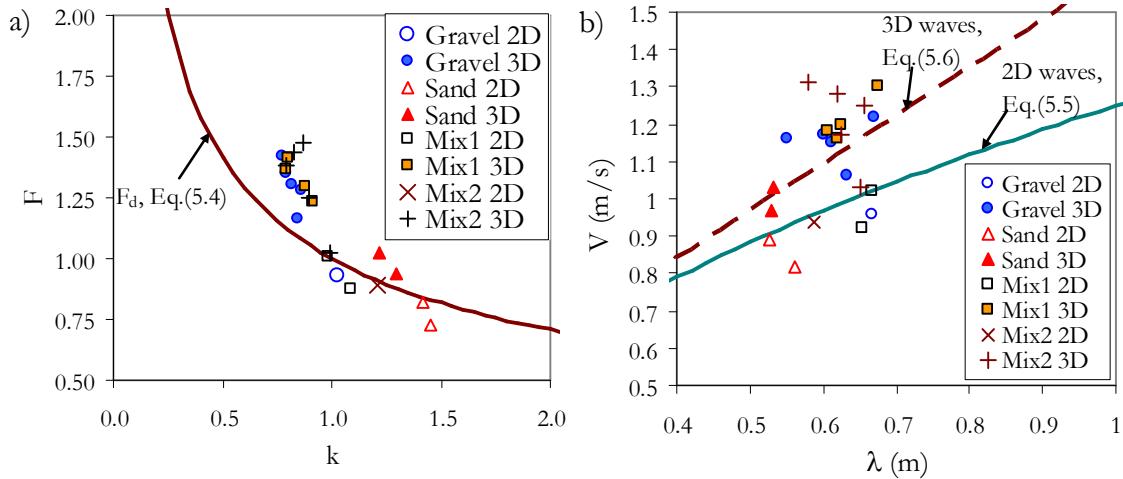 a)
F
2.00
1.75
1.50
1.25
1.00
0.75
0.50
0.0
0.5
1.0
1.5
2.0
k
F_d, Eq.(5.4)
Gravel 2D
Gravel 3D
Sand 2D
Sand 3D
Mix1 2D
Mix1 3D
Mix2 2D
Mix2 3D
b)
V (m/s)
1.5
1.4
1.3
1.2
1.1
1
0.9
0.8
0.7
0.6
0.5
0.4
0.5
0.6
0.7
0.8
0.9
1
λ (m)
3D waves,
Eq.(5.6)
2D waves,
Eq.(5.5)
Gravel 2D
Gravel 3D
Sand 2D
Sand 3D
Mix1 2D
Mix1 3D
Mix2 2D
Mix2 3D